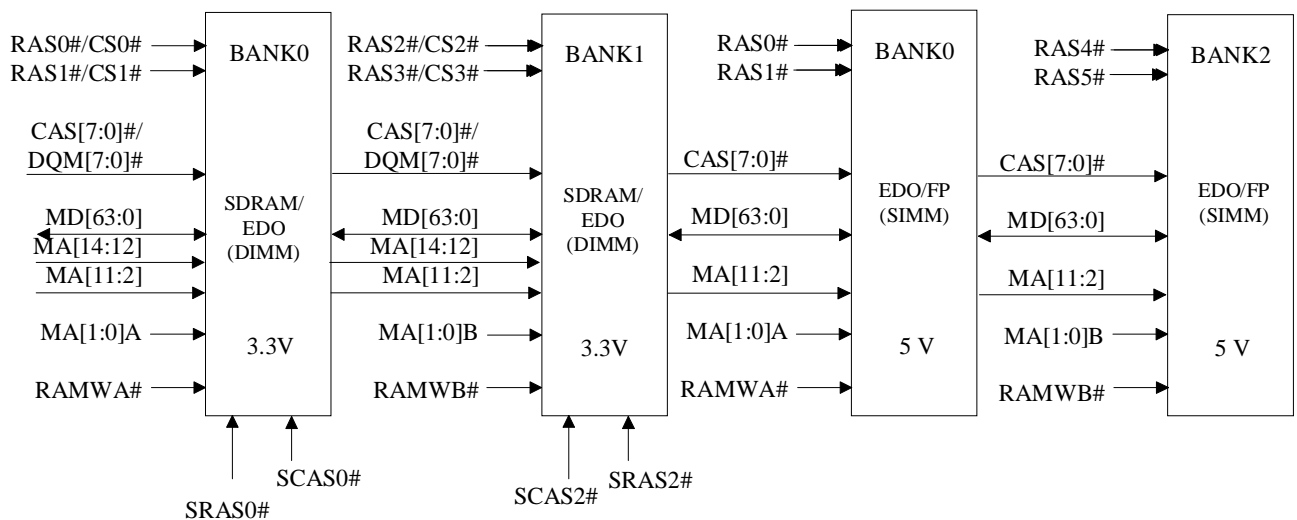 RAS0#/CS0#
RAS1#/CS1#
CAS[7:0]#/
DQM[7:0]#
MD[63:0]
MA[14:12]
MA[11:2]
MA[1:0]A
RAMWA#
BANK0
SDRAM/
EDO
(DIMM)
3.3V
SRAS0#
SCAS0#
RAS2#/CS2#
RAS3#/CS3#
CAS[7:0]#/
DQM[7:0]#
MD[63:0]
MA[14:12]
MA[11:2]
MA[1:0]B
RAMWB#
BANK1
SDRAM/
EDO
(DIMM)
3.3V
SCAS2#
SRAS2#
RAS0#
RAS1#
CAS[7:0]#
MD[63:0]
MA[11:2]
MA[1:0]A
RAMWA#
BANK0
EDO/FP
(SIMM)
5 V
RAS4#
RAS5#
CAS[7:0]#
MD[63:0]
MA[11:2]
MA[1:0]B
RAMWB#
BANK2
EDO/FP
(SIMM)
5 V